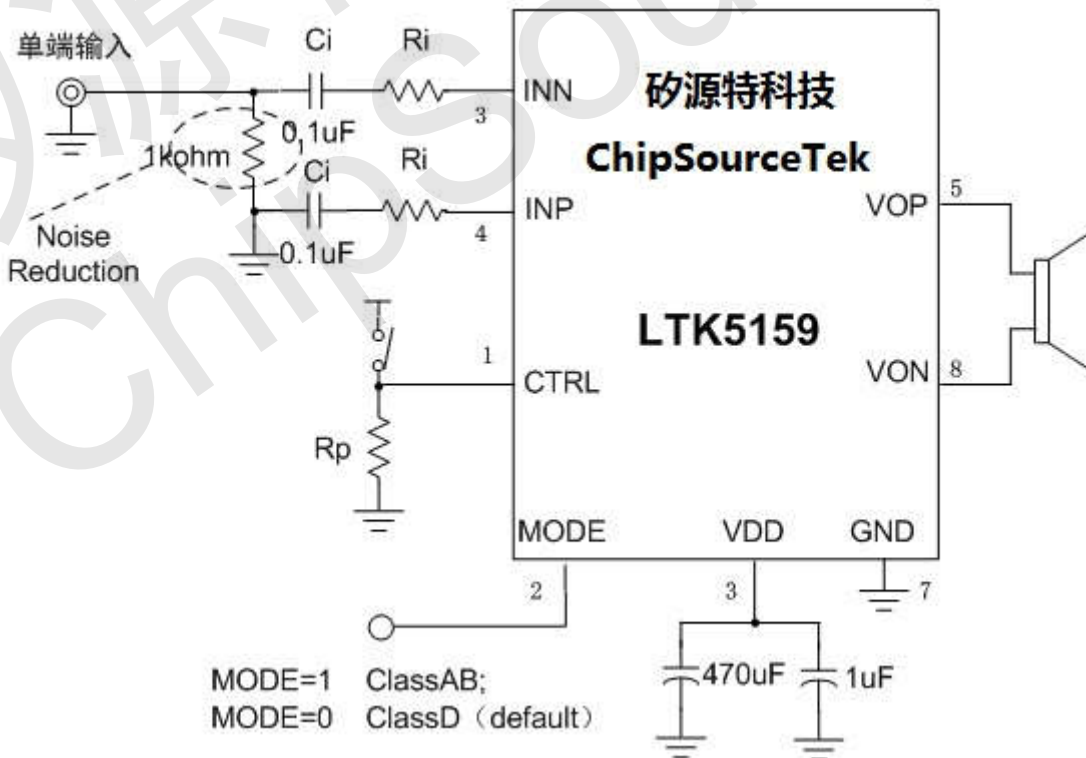 单端输入
Ci
Ri
INN
3
0.1uF
1kohm
Ci
Ri
INP
4
0.1uF
Noise
Reduction
矽源特科技
ChipSourceTek
VOP
5
LTK5159
1
CTRL
VON
8
Rp
MODE
VDD
GND
2
3
7
470uF
1uF
MODE=1 ClassAB;
MODE=0 ClassD（default）
ChipSou